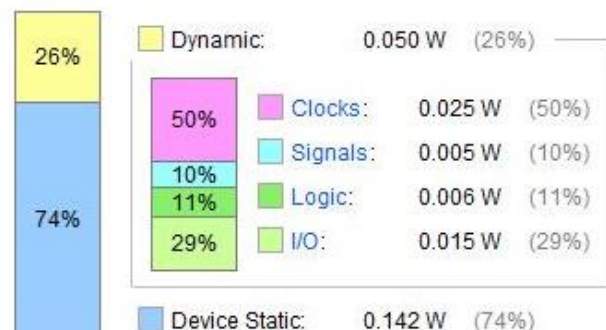 26%
Dynamic: 0.050 W (26%)
50%
Clocks: 0.025 W (50%)
Signals: 0.005 W (10%)
10%
11%
Logic: 0.006 W (11%)
74%
29%
I/O: 0.015 W (29%)
Device Static: 0.142 W (74%)